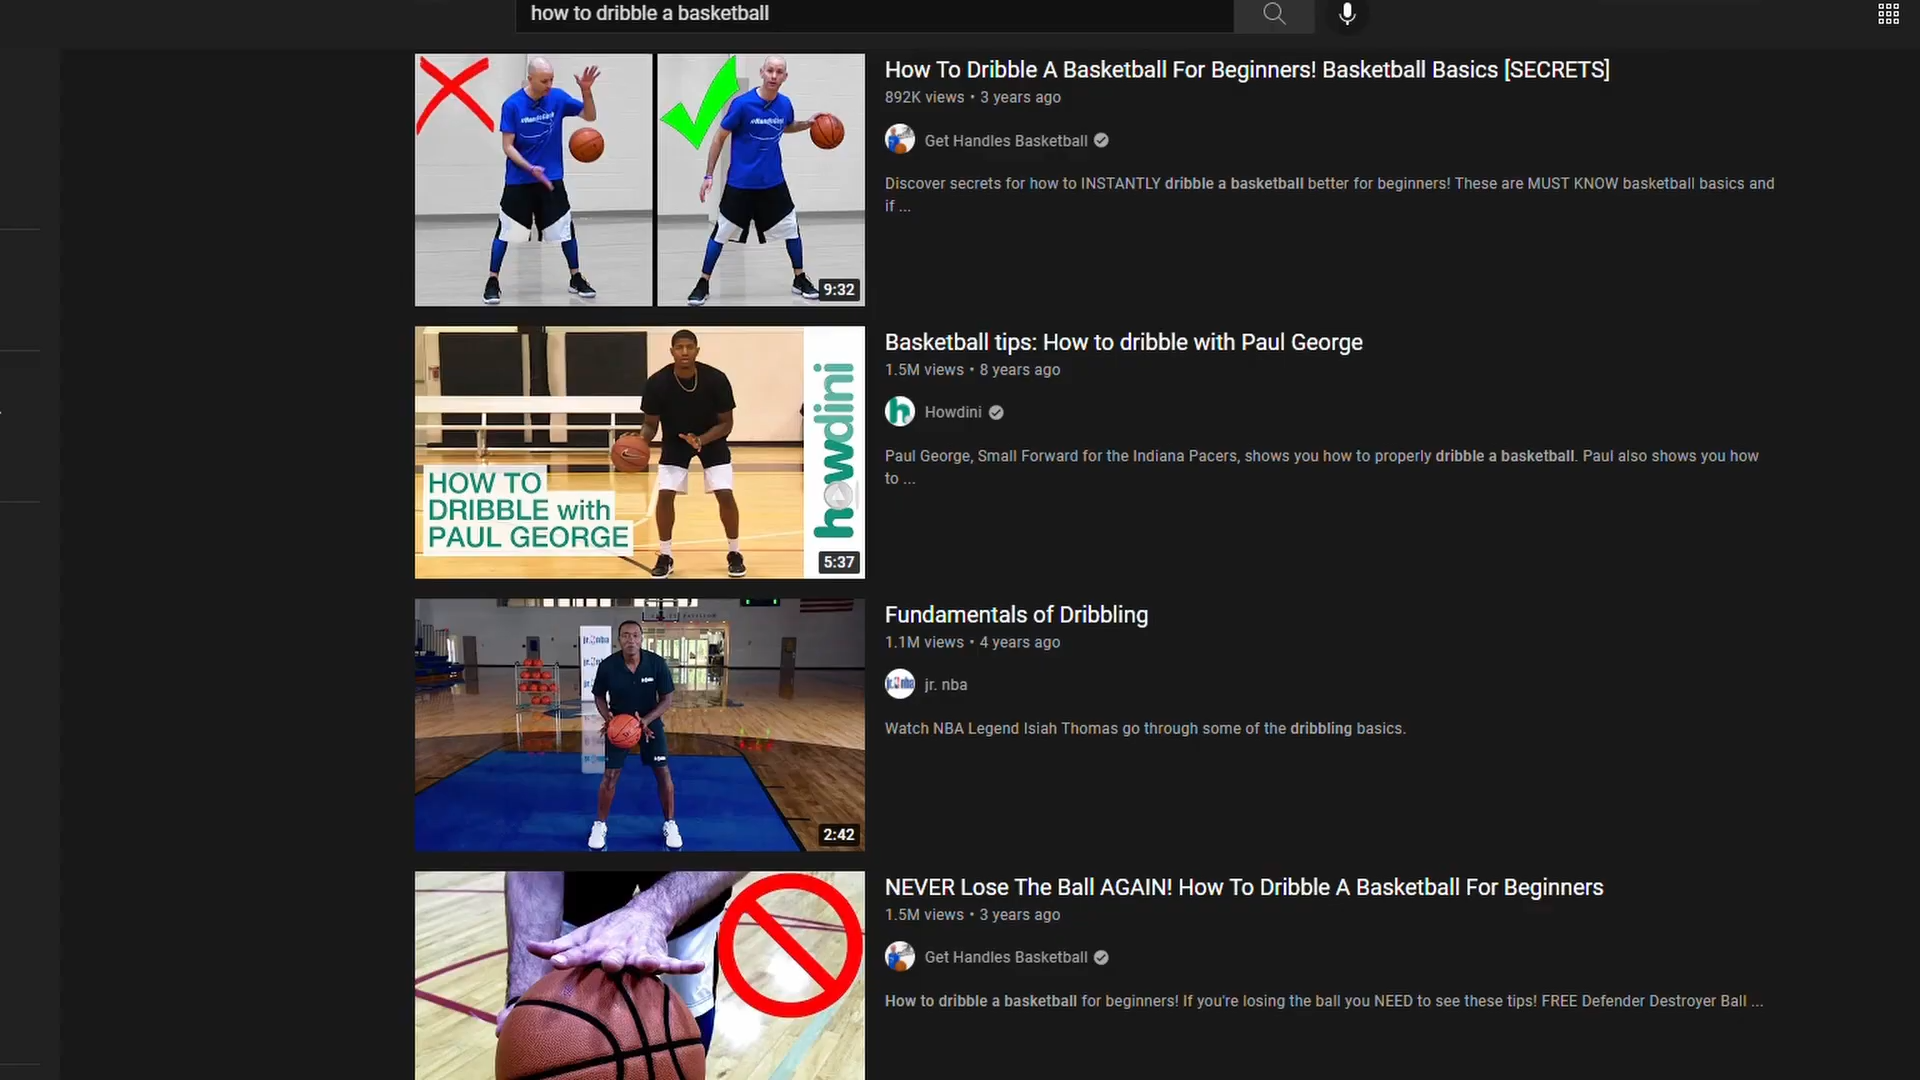 how to dribble a basketball
How To Dribble A Basketball For Beginners! Basketball Basics [SECRETS]
892K views • 3 years ago
Get Handles Basketball
Discover secrets for how to INSTANTLY dribble a basketball better for beginners! These are MUST KNOW basketball basics and
if ...
9:32
Basketball tips: How to dribble with Paul George
1.5M views • 8 years ago
h
Howdini
Paul George, Small Forward for the Indiana Pacers, shows you how to properly dribble a basketball. Paul also shows you how
to ...
HOW TO
DRIBBLE with
PAUL GEORGE
howdini
5:37
Fundamentals of Dribbling
1.1M views • 4 years ago
jr. nba
jr. nba
Watch NBA Legend Isiah Thomas go through some of the dribbling basics.
jr. nba
2:42
NEVER Lose The Ball AGAIN! How To Dribble A Basketball For Beginners
1.5M views • 3 years ago
Get Handles Basketball
How to dribble a basketball for beginners! If you're losing the ball you NEED to see these tips! FREE Defender Destroyer Ball ...